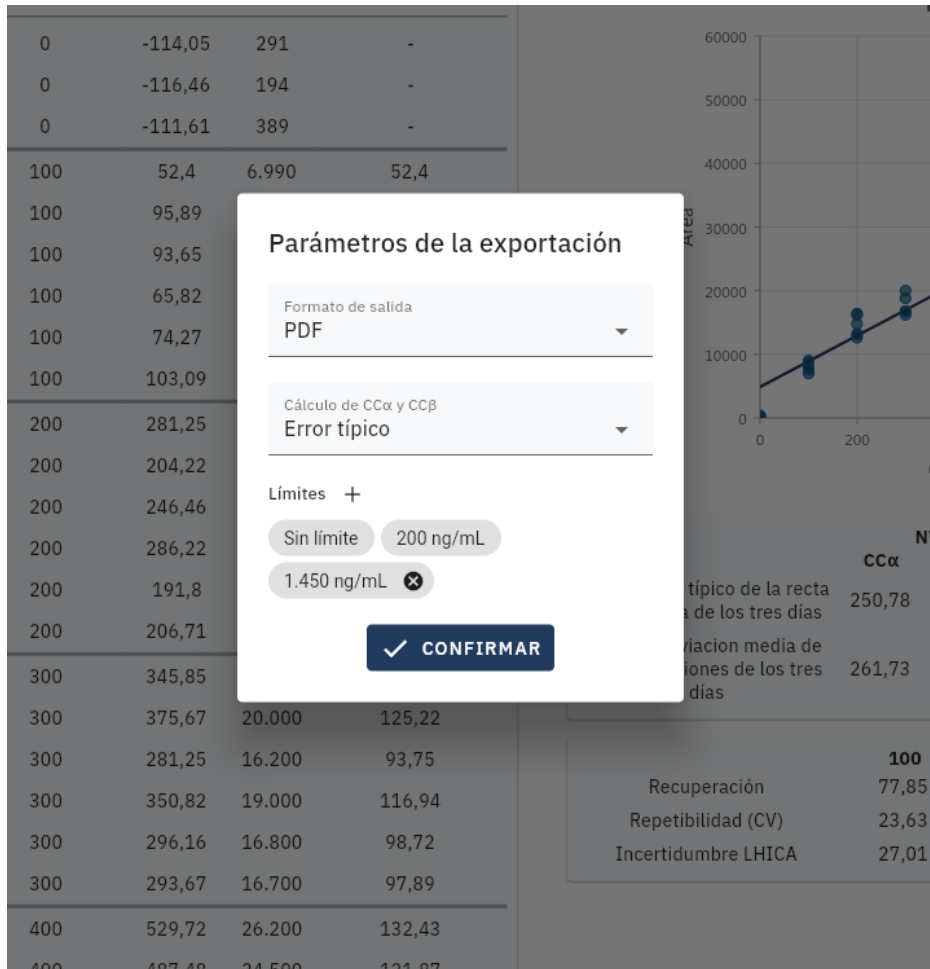 0 -114,05 291 -
0 -116,46 194 -
0 -111,61 389 -
100 52,4 6.990 52,4
100 95,89
100 93,65
100 65,82
100 74,27
100 103,09
200 281,25
200 204,22
200 246,46
200 286,22
200 191,8
200 206,71
300 345,85
300 375,67 20.000 125,22
300 281,25 16.200 93,75
300 350,82 19.000 116,94
300 296,16 16.800 98,72
300 293,67 16.700 97,89
400 529,72 26.200 132,43
Parámetros de la exportación
Formato de salida
PDF
Cálculo de CCα y CCβ
Error típico
Límites +
Sin límite 200 ng/mL
1.450 ng/mL
CONFIRMAR
60000
50000
40000
30000
20000
10000
0
Área
0 200
CCα
típico de la recta
de los tres días
250,78
viacion media de
iones de los tres
días
261,73
100
Recuperación 77,85
Repetibilidad (CV) 23,63
Incertidumbre LHICA 27,01